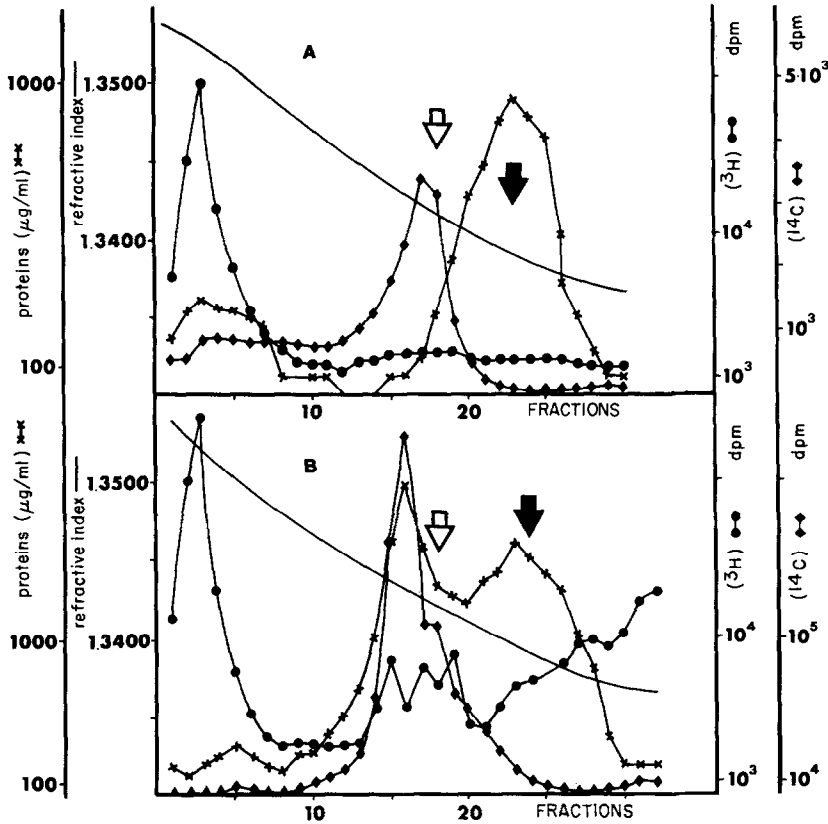 A
proteins (μg/ml) x-x
1000
100
refractive index —
1.3500
1.3400
10
20
FRACTIONS
dpm
(³H) ●-●
10⁴
10³
dpm
(¹⁴C) ♦-♦
5·10³
10³
B
proteins (μg/ml) x-x
1000
100
refractive index —
1.3500
1.3400
10
20
FRACTIONS
dpm
(³H) ●-●
10⁴
10³
dpm
(¹⁴C) ♦-♦
10⁵
10⁴